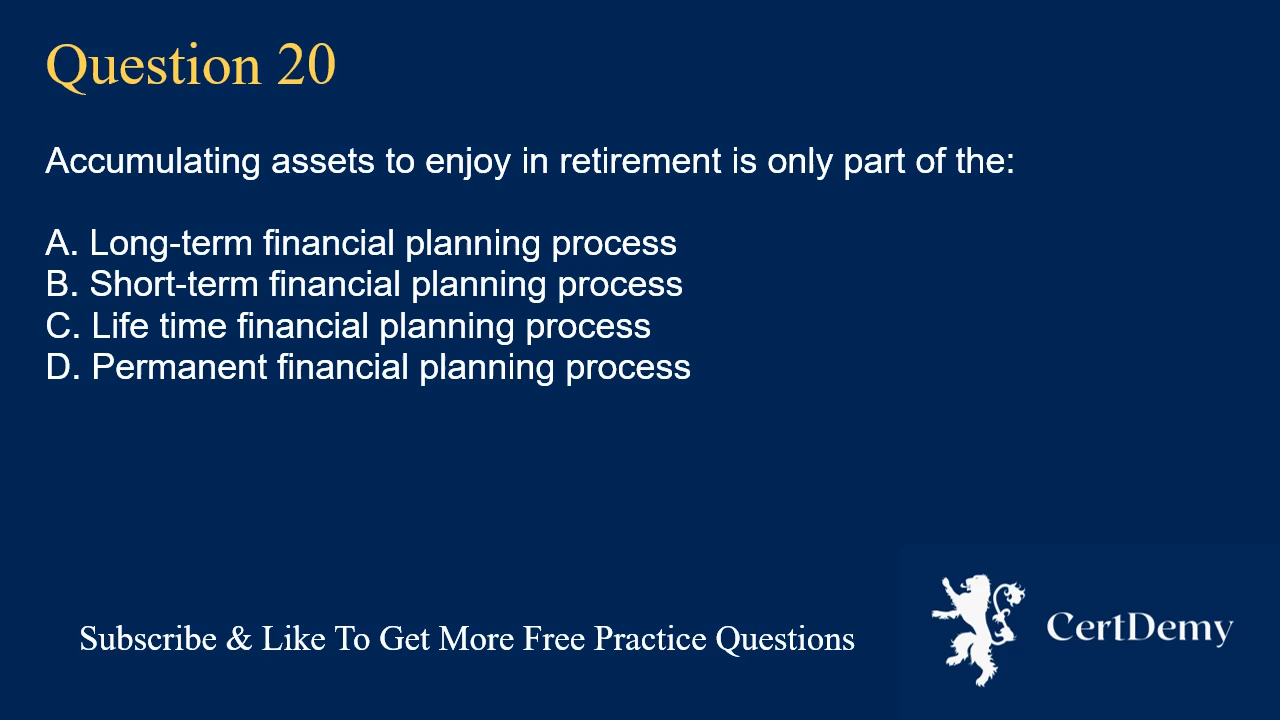 Question 20
Accumulating assets to enjoy in retirement is only part of the:
A. Long-term financial planning process
B. Short-term financial planning process
C. Life time financial planning process
D. Permanent financial planning process
Subscribe & Like To Get More Free Practice Questions
CertDemy